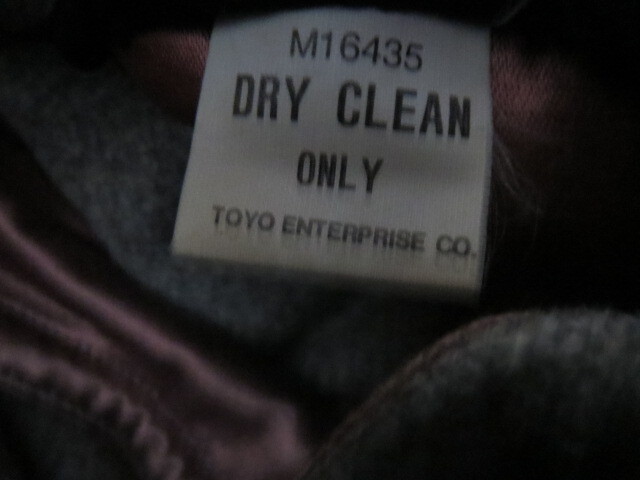 M16435
DRY CLEAN
ONLY
TOYO ENTERPRISE CO.